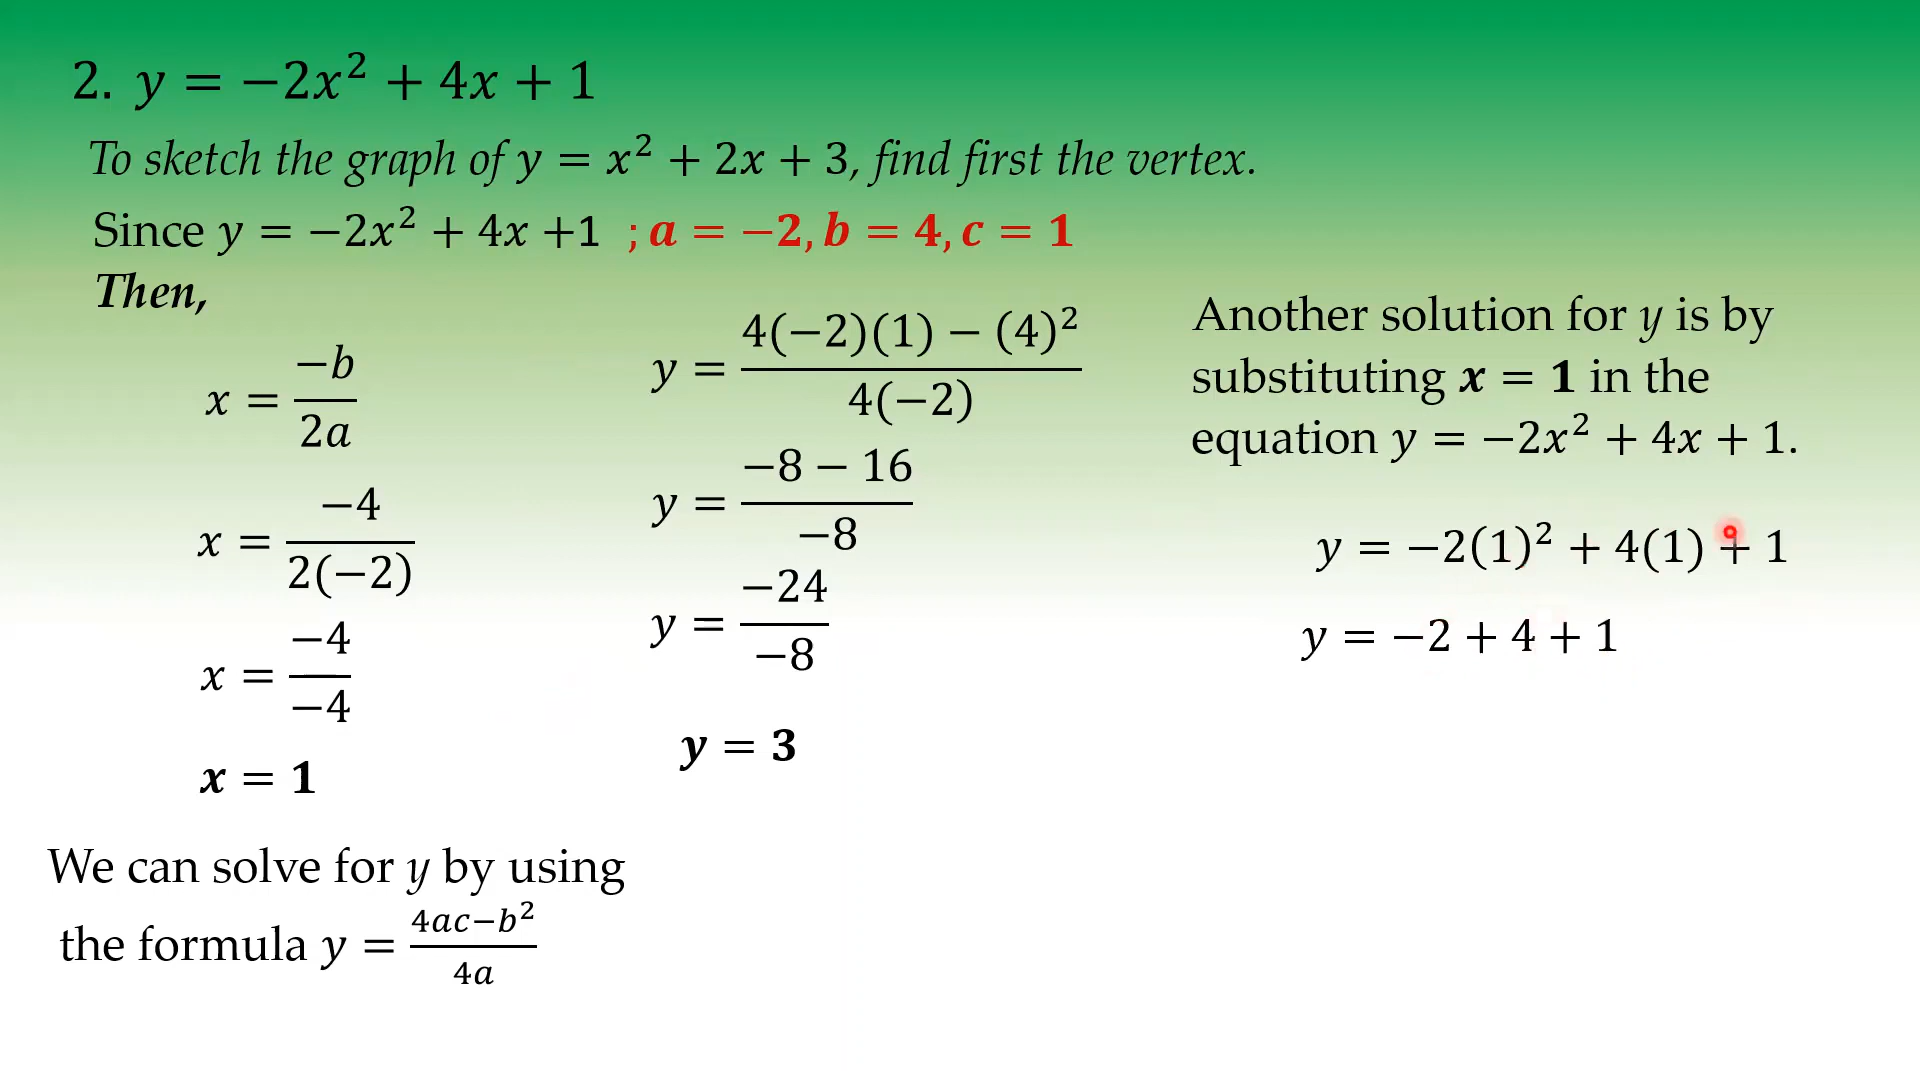 2. y = −2x² + 4x + 1
To sketch the graph of y = x² + 2x + 3, find first the vertex.
Since y = −2x² + 4x +1 ; a = −2, b = 4, c = 1
Then,
x = −b / 2a
x = −4 / 2(−2)
x = −4 / −4
x = 1
We can solve for y by using
the formula y = 4ac−b² / 4a
y = 4(−2)(1) − (4)² / 4(−2)
y = −8 − 16 / −8
y = −24 / −8
y = 3
Another solution for y is by
substituting x = 1 in the
equation y = −2x² + 4x + 1.
y = −2(1)² + 4(1) + 1
y = −2 + 4 + 1